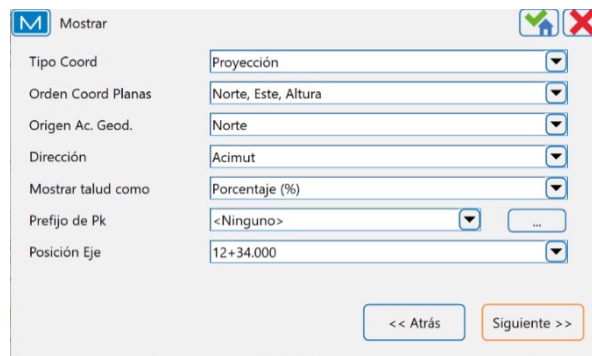 M Mostrar
Tipo Coord Proyección
Orden Coord Planas Norte, Este, Altura
Origen Ac. Geod. Norte
Dirección Acimut
Mostrar talud como Porcentaje (%)
Prefijo de Pk <Ninguno> ...
Posición Eje 12+34.000
<< Atrás Siguiente >>